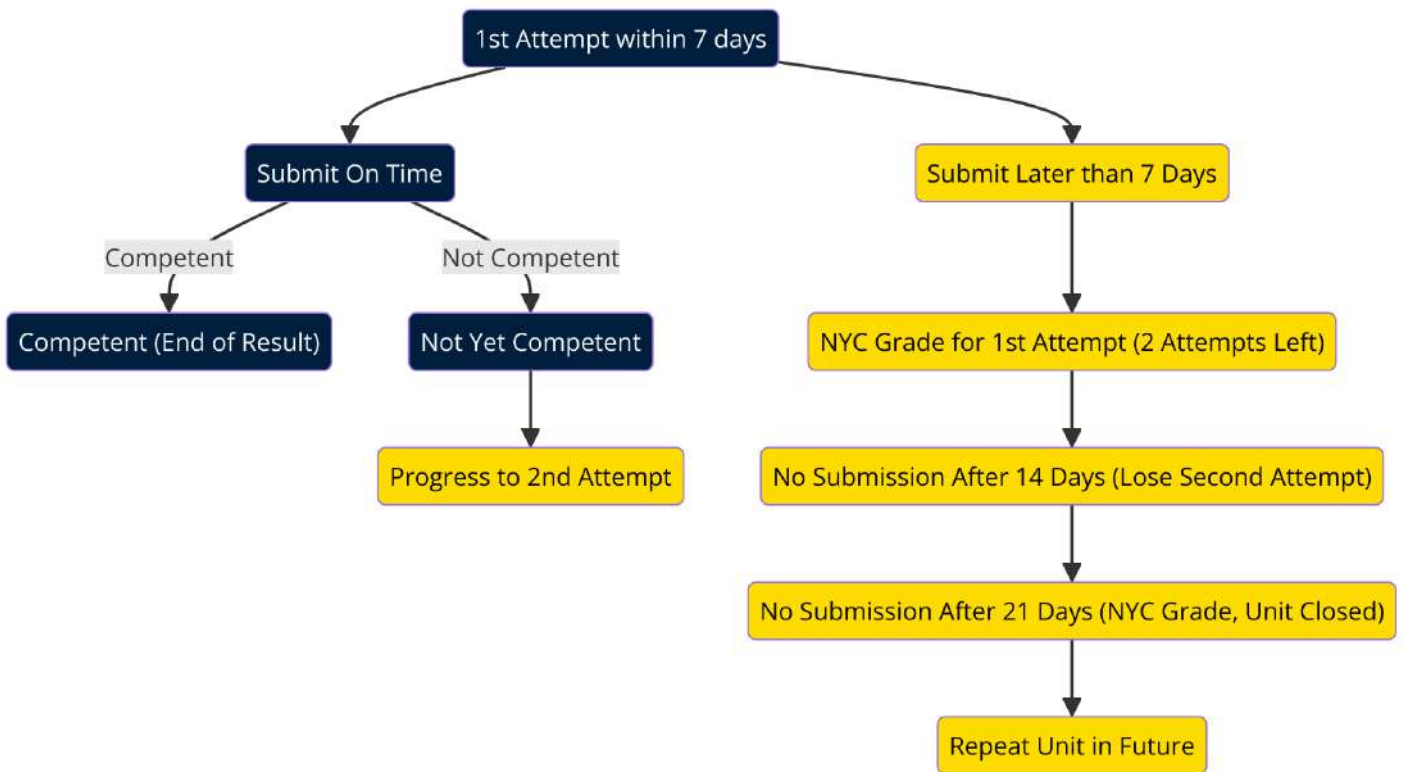 1st Attempt within 7 days
Submit On Time
Submit Later than 7 Days
Competent
Not Competent
Competent (End of Result)
Not Yet Competent
NYC Grade for 1st Attempt (2 Attempts Left)
Progress to 2nd Attempt
No Submission After 14 Days (Lose Second Attempt)
No Submission After 21 Days (NYC Grade, Unit Closed)
Repeat Unit in Future